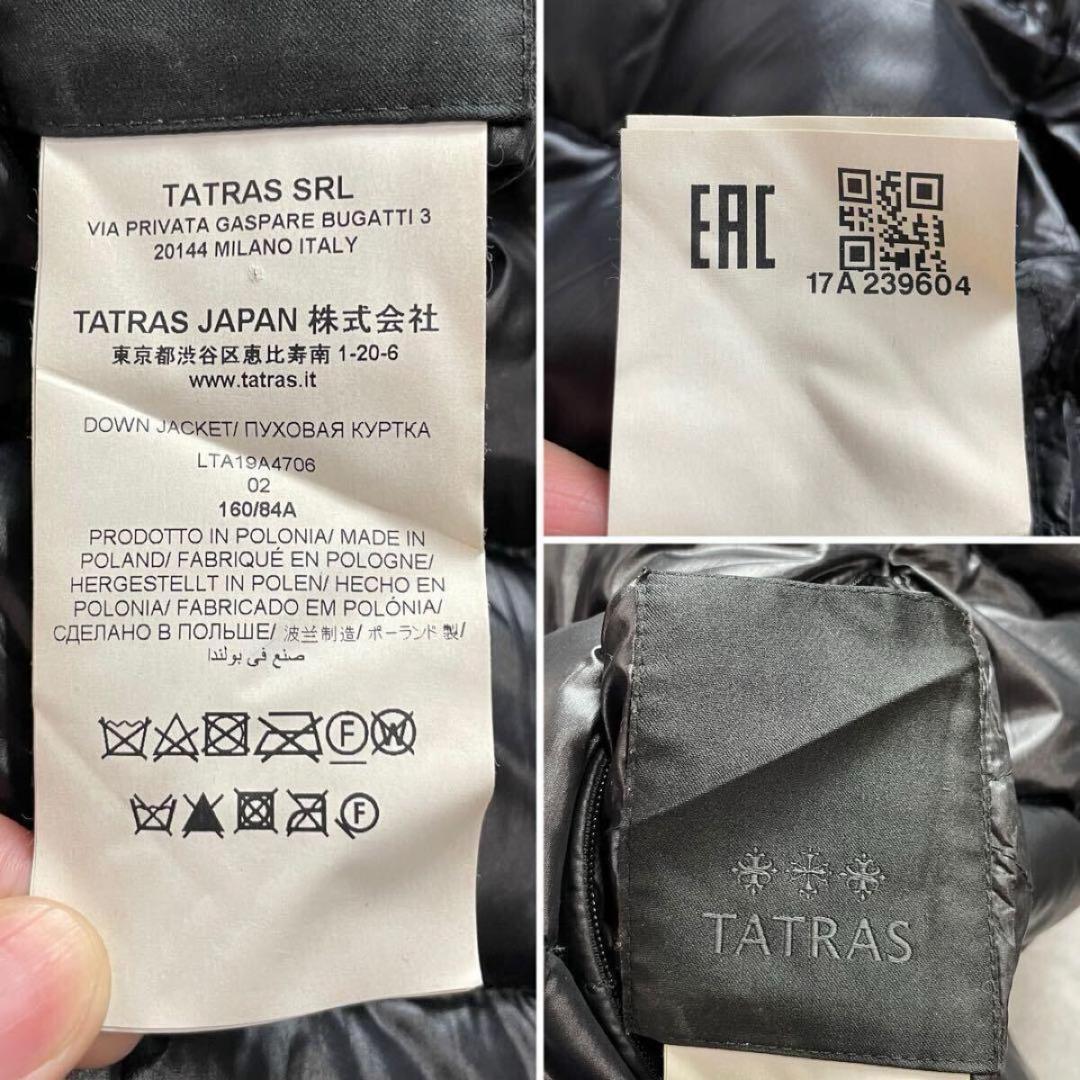 TATRAS SRL
VIA PRIVATA GASPARE BUGATTI 3
20144 MILANO ITALY
TATRAS JAPAN 株式会社
東京都渋谷区恵比寿南 1-20-6
www.tatras.it
DOWN JACKET/ ПУХОВАЯ КУРТКА
LTA19A4706
02
160/84A
PRODOTTO IN POLONIA/ MADE IN
POLAND/ FABRIQUÉ EN POLOGNE/
HERGESTELLT IN POLEN/ HECHO EN
POLONIA/ FABRICADO EM POLÓNIA/
СДЕЛАНО В ПОЛЬШЕ/ 波兰制造/ ポーランド製/
صنع في بولندا
F W
F
EAC
17A 239604
TATRAS